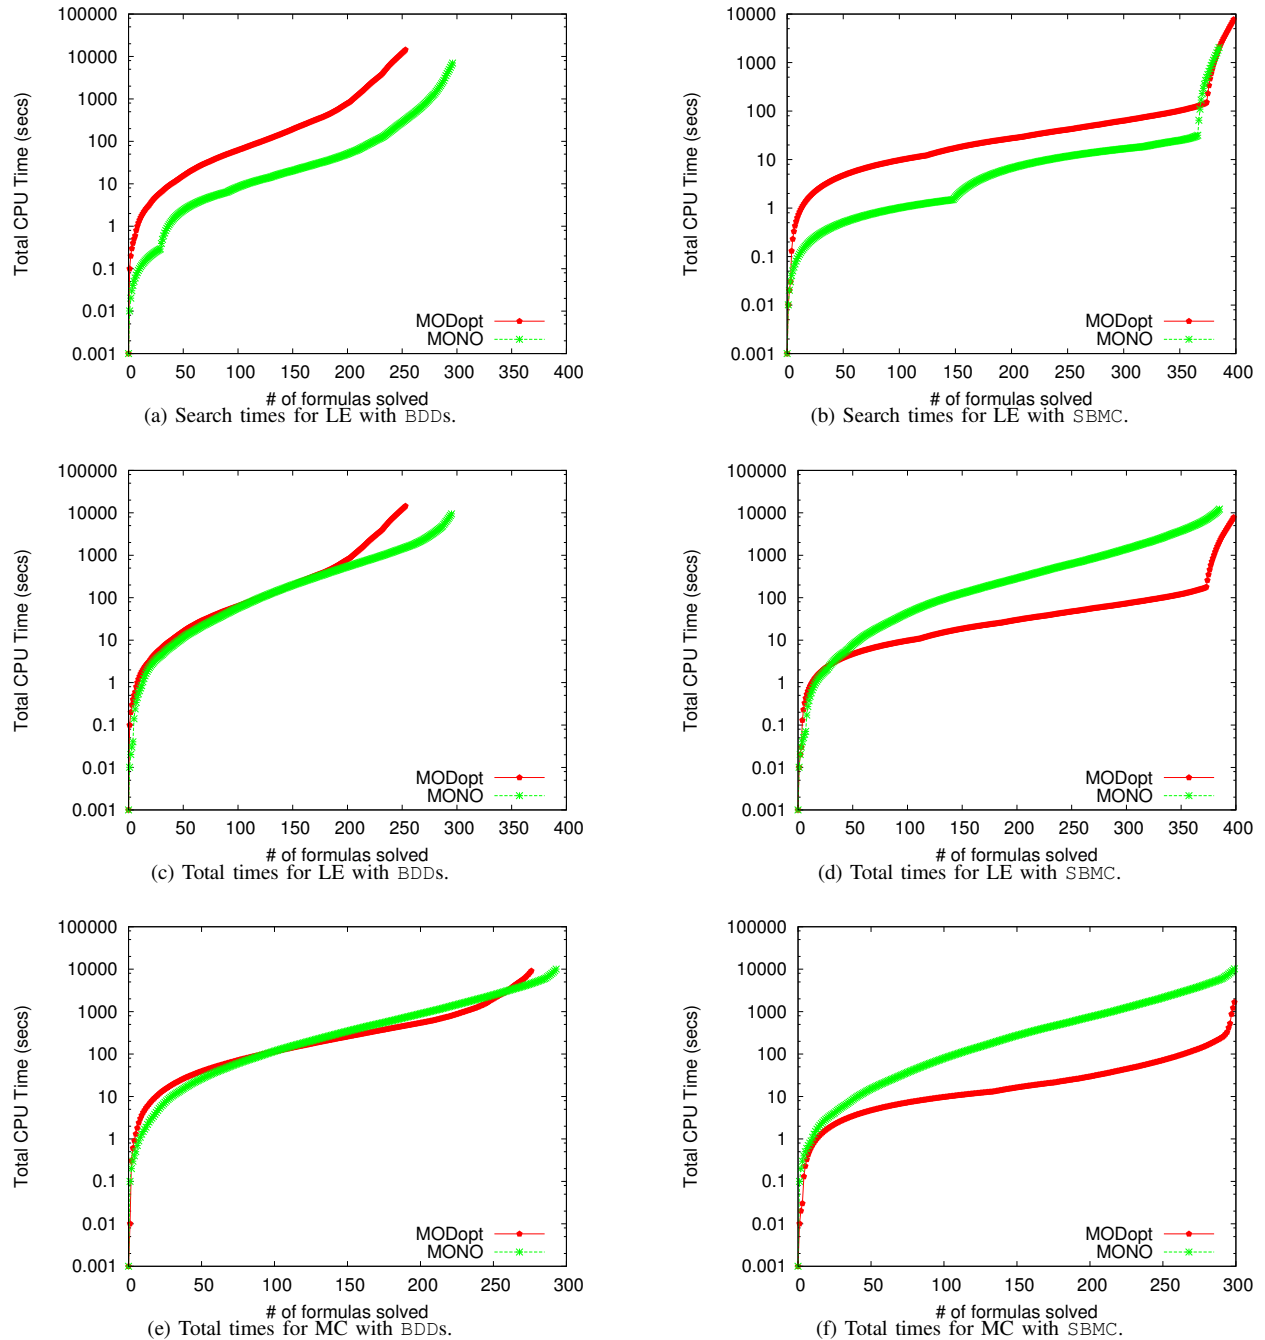 100000
10000
1000
100
10
1
0.1
0.01
0.001
0 50 100 150 200 250 300 350 400
Total CPU Time (secs)
# of formulas solved
MODopt
MONO
(a) Search times for LE with BDDs.
10000
1000
100
10
1
0.1
0.01
0.001
0 50 100 150 200 250 300 350 400
Total CPU Time (secs)
# of formulas solved
MODopt
MONO
(b) Search times for LE with SBMC.
100000
10000
1000
100
10
1
0.1
0.01
0.001
0 50 100 150 200 250 300 350 400
Total CPU Time (secs)
# of formulas solved
MODopt
MONO
(c) Total times for LE with BDDs.
100000
10000
1000
100
10
1
0.1
0.01
0.001
0 50 100 150 200 250 300 350 400
Total CPU Time (secs)
# of formulas solved
MODopt
MONO
(d) Total times for LE with SBMC.
100000
10000
1000
100
10
1
0.1
0.01
0.001
0 50 100 150 200 250 300
Total CPU Time (secs)
# of formulas solved
MODopt
MONO
(e) Total times for MC with BDDs.
100000
10000
1000
100
10
1
0.1
0.01
0.001
0 50 100 150 200 250 300
Total CPU Time (secs)
# of formulas solved
MODopt
MONO
(f) Total times for MC with SBMC.